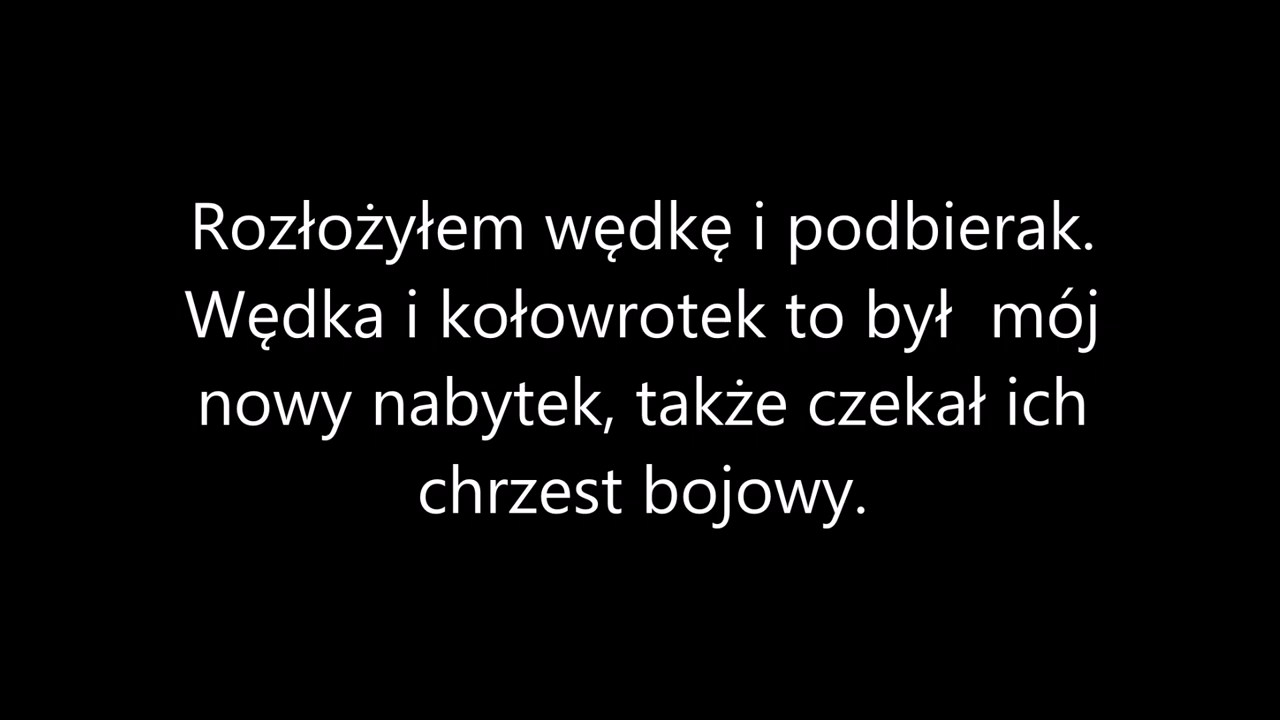 Rozłożyłem wędkę i podbierak.
Wędka i kołowrotek to był  mój
nowy nabytek, także czekał ich
chrzest bojowy.